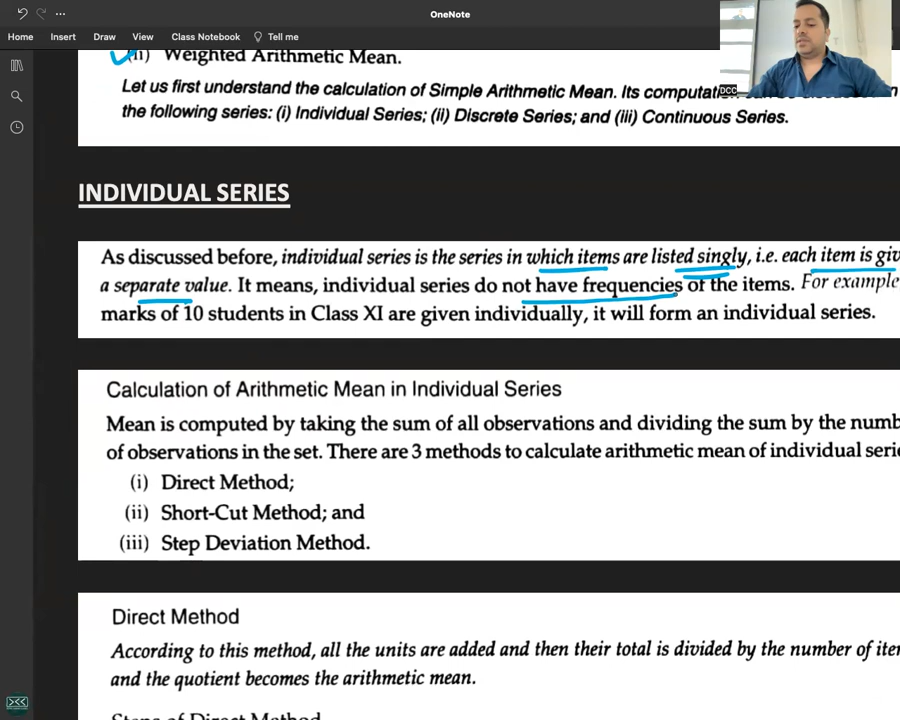 OneNote
Home Insert Draw View Class Notebook Tell me
(ii) Weighted Arithmetic Mean.
Let us first understand the calculation of Simple Arithmetic Mean. Its
the following series: (i) Individual Series; (ii) Discrete Series; and (iii) Continuous Series.
DCC
INDIVIDUAL SERIES
As discussed before, individual series is the series in which items are listed singly, i.e. each item is giv
a separate value. It means, individual series do not have frequencies of the items. For example
marks of 10 students in Class XI are given individually, it will form an individual series.
Calculation of Arithmetic Mean in Individual Series
Mean is computed by taking the sum of all observations and dividing the sum by the numb
of observations in the set. There are 3 methods to calculate arithmetic mean of individual seri
(i) Direct Method;
(ii) Short-Cut Method; and
(iii) Step Deviation Method.
Direct Method
According to this method, all the units are added and then their total is divided by the number of iter
and the quotient becomes the arithmetic mean.
Steps of Direct Method